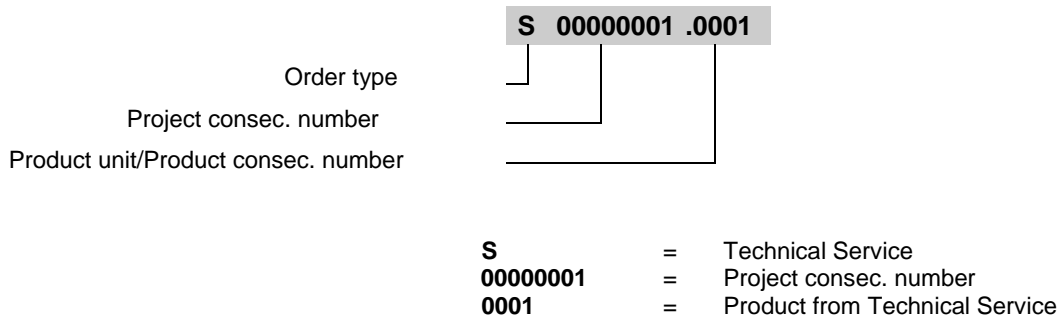 S 00000001 .0001
Order type
Project consec. number
Product unit/Product consec. number
S = Technical Service
00000001 = Project consec. number
0001 = Product from Technical Service